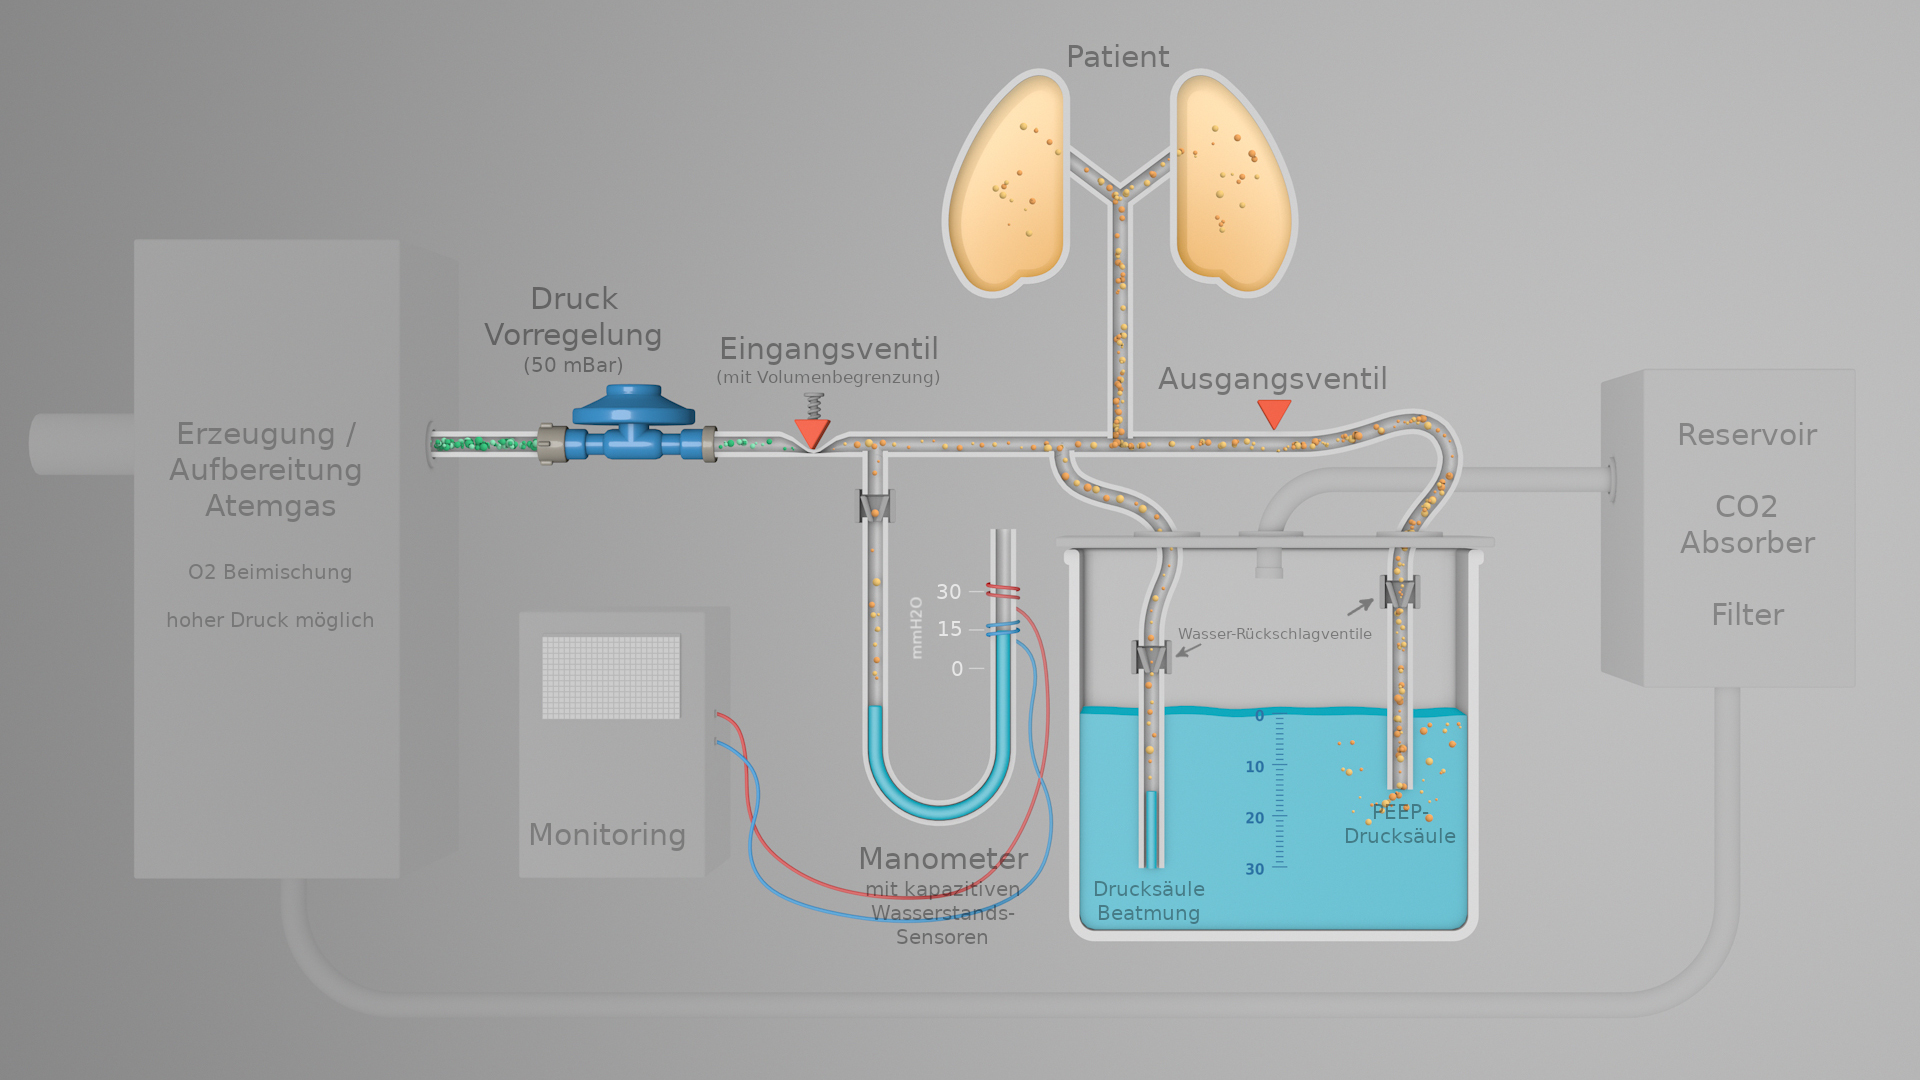 Patient
Druck
Vorregelung
(50 mBar)
Eingangsventil
(mit Volumenbegrenzung)
Ausgangsventil
Erzeugung /
Aufbereitung
Atemgas
O2 Beimischung
hoher Druck möglich
Reservoir
CO2
Absorber
Filter
Monitoring
mmH2O
30
15
0
Wasser-Rückschlagventile
0
10
20
30
PEEP-
Drucksäule
Manometer
mit kapazitiven
Wasserstands-
Sensoren
Drucksäule
Beatmung